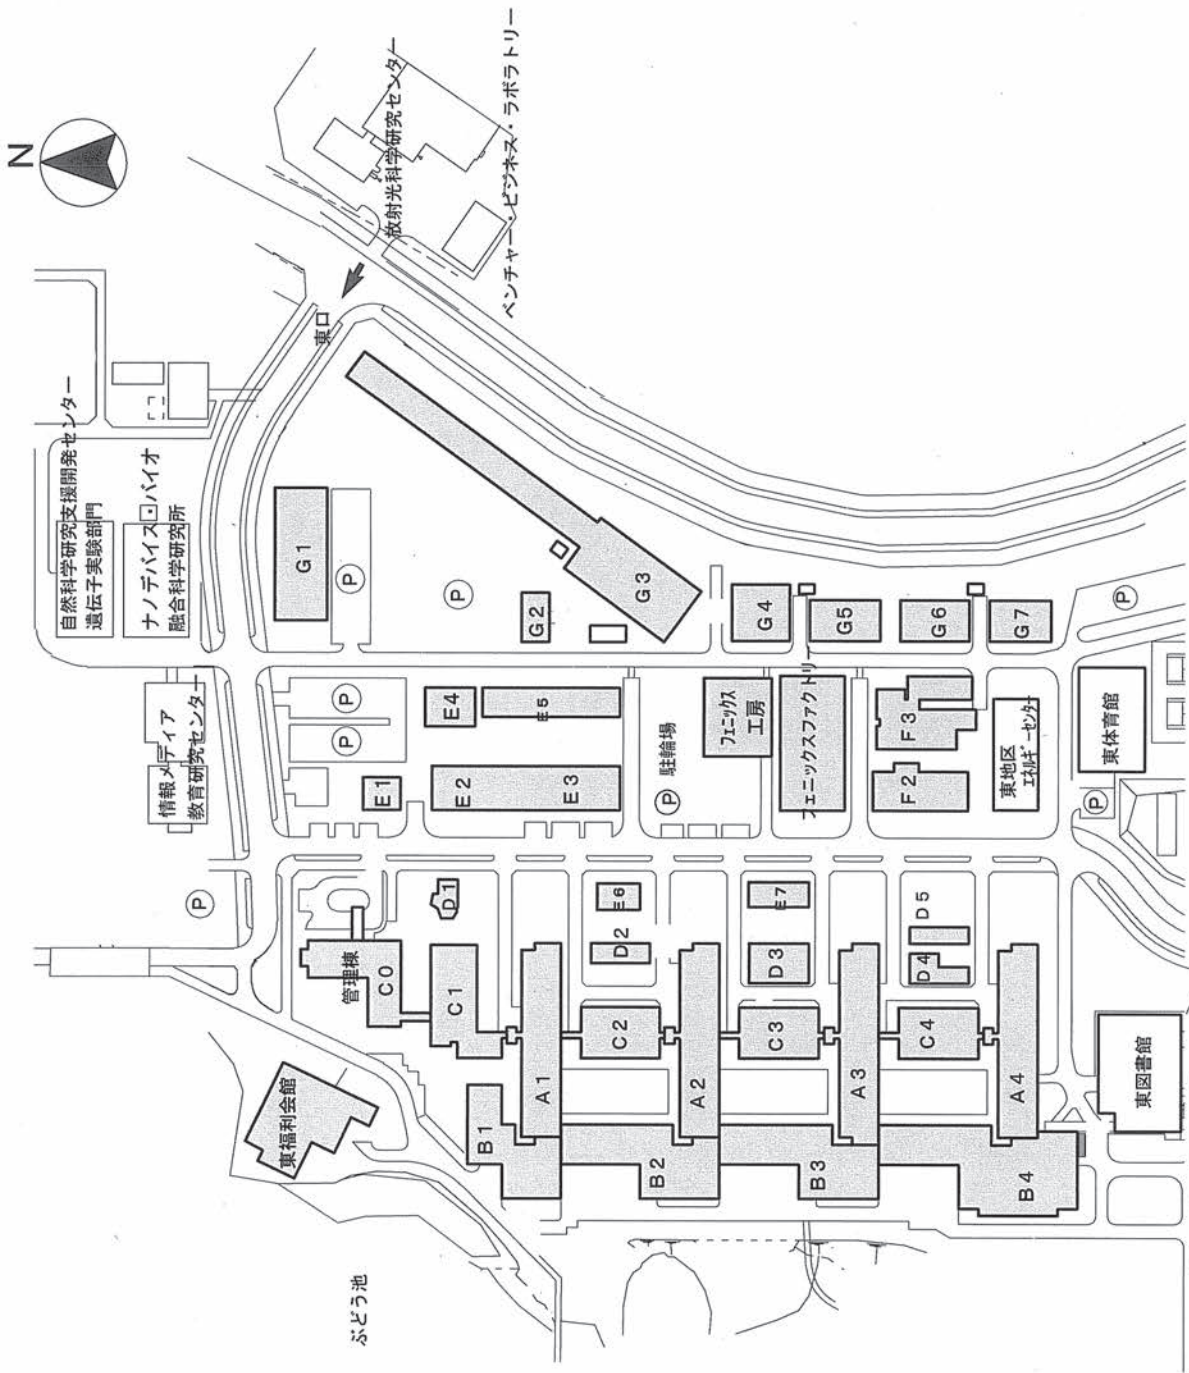 N
自然科学研究支援開発センター
遺伝子実験部門
ナノデバイス・バイオ
融合科学研究所
情報メディア
教育研究センター
放射光科学研究センター
ベンチャー・ビジネス・ラボラトリー
東口
G1
G2
G3
G4
G5
G6
G7
P
P
P
P
P
P
P
P
E1
E2
E3
E4
E5
E6
E7
駐輪場
フェニックス
工房
フェニックスファクトリー
F2
F3
東地区
エネルギーセンター
東体育館
管理棟
C0
C1
C2
C3
C4
D1
D2
D3
D4
D5
A1
A2
A3
A4
B1
B2
B3
B4
東福利会館
東図書館
ぶどう池